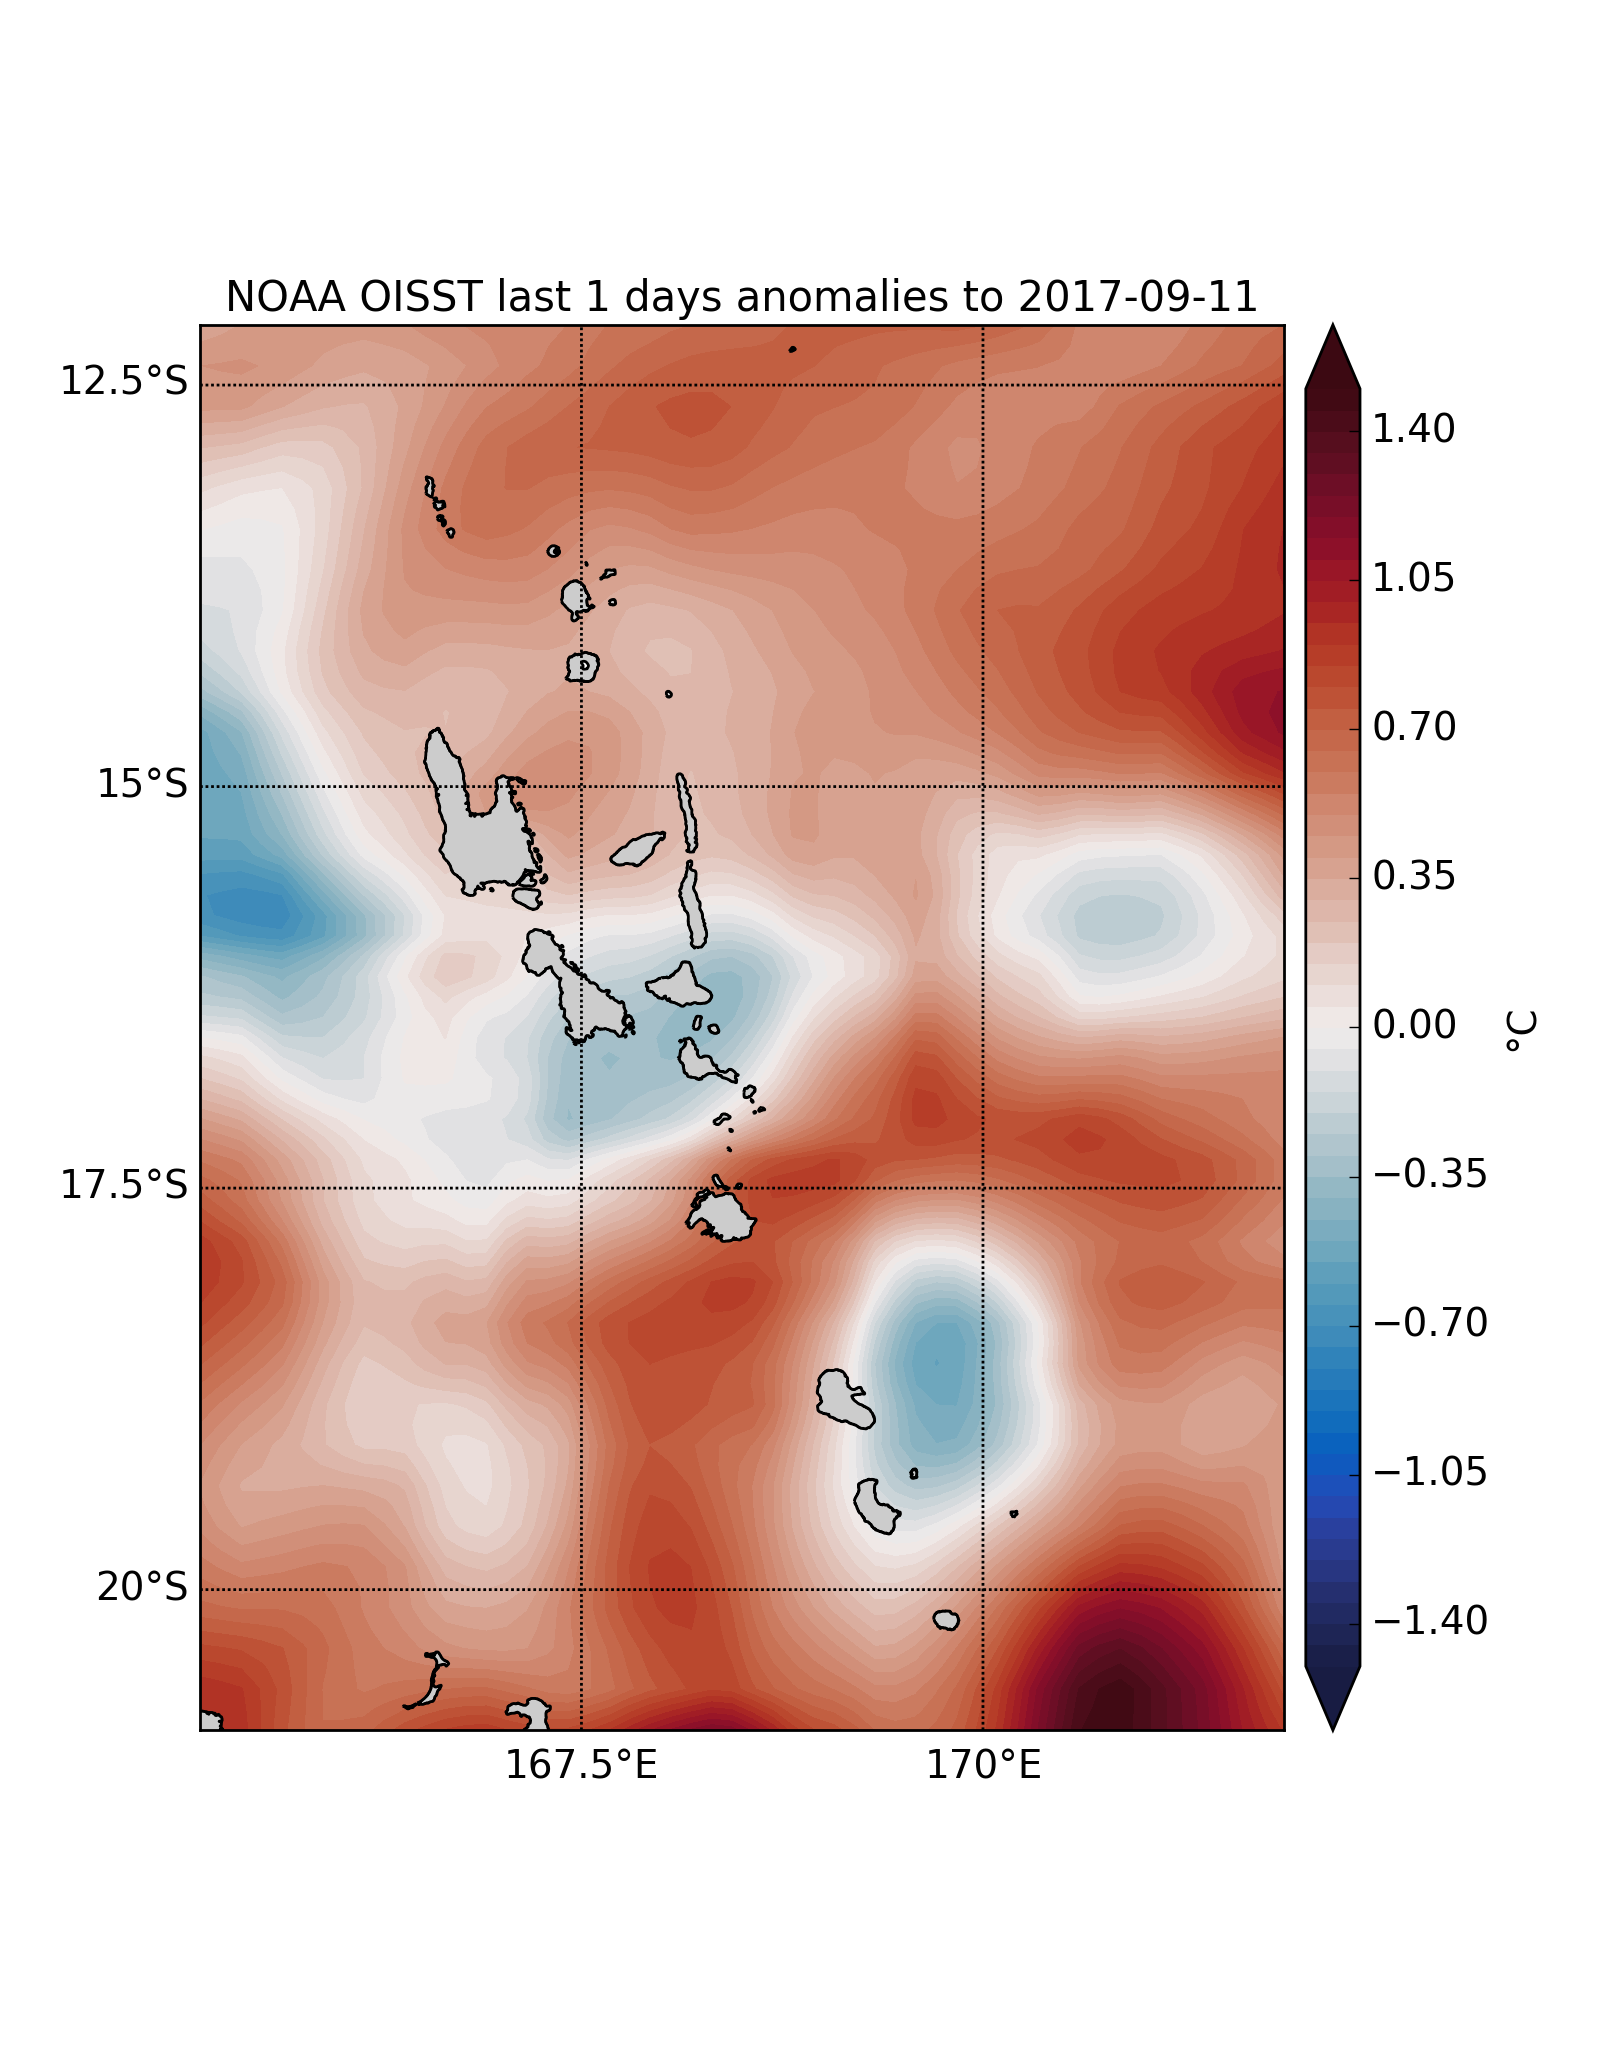 NOAA OISST last 1 days anomalies to 2017-09-11
12.5°S
15°S
17.5°S
20°S
167.5°E
170°E
1.40
1.05
0.70
0.35
0.00
−0.35
−0.70
−1.05
−1.40
°C